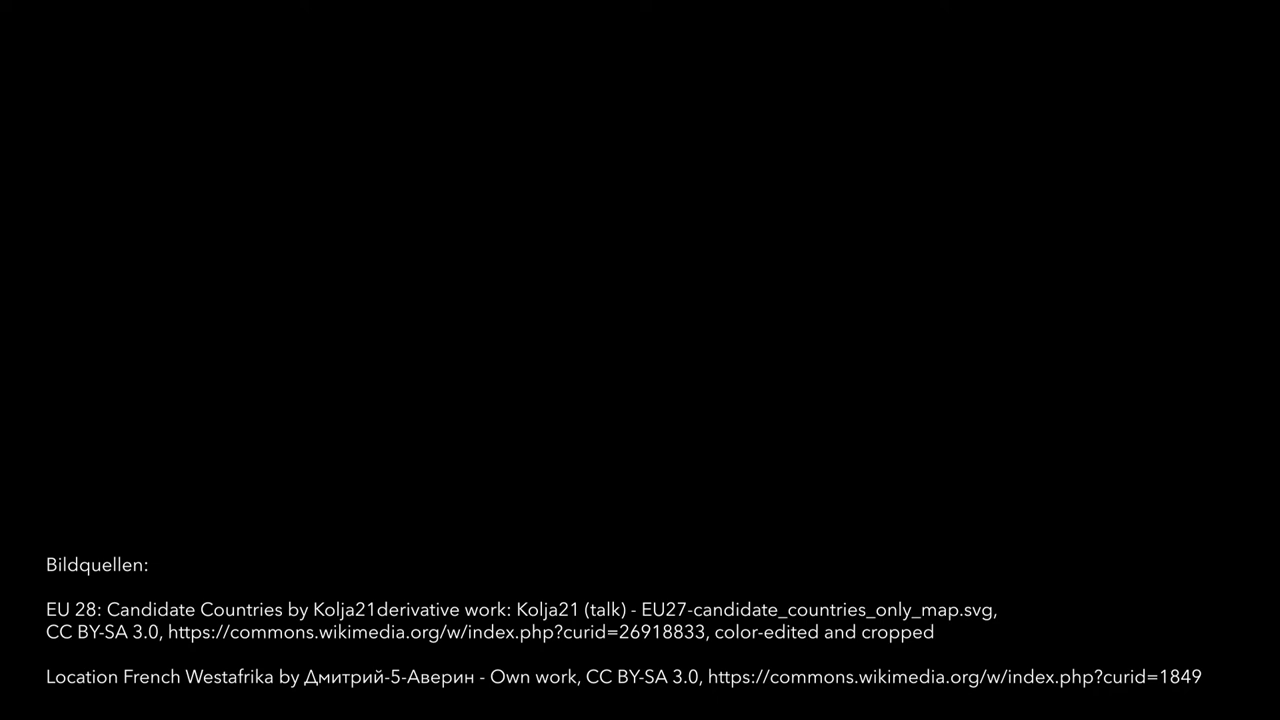 Bildquellen:
EU 28: Candidate Countries by Kolja21derivative work: Kolja21 (talk) - EU27-candidate_countries_only_map.svg,
CC BY-SA 3.0, https://commons.wikimedia.org/w/index.php?curid=26918833, color-edited and cropped
Location French Westafrika by Дмитрий-5-Аверин - Own work, CC BY-SA 3.0, https://commons.wikimedia.org/w/index.php?curid=1849